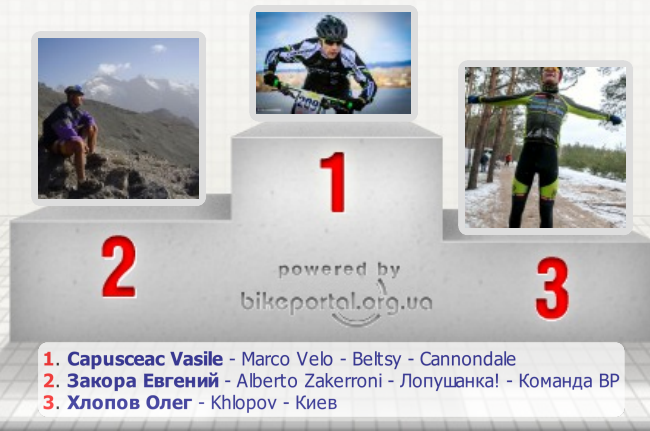 209
1
2
3
powered by
bikeportal.org.ua
1. Capusceac Vasile - Marco Velo - Beltsy - Cannondale
2. Закора Евгений - Alberto Zakerroni - Лопушанка! - Команда ВР
3. Хлопов Олег - Khlopov - Киев